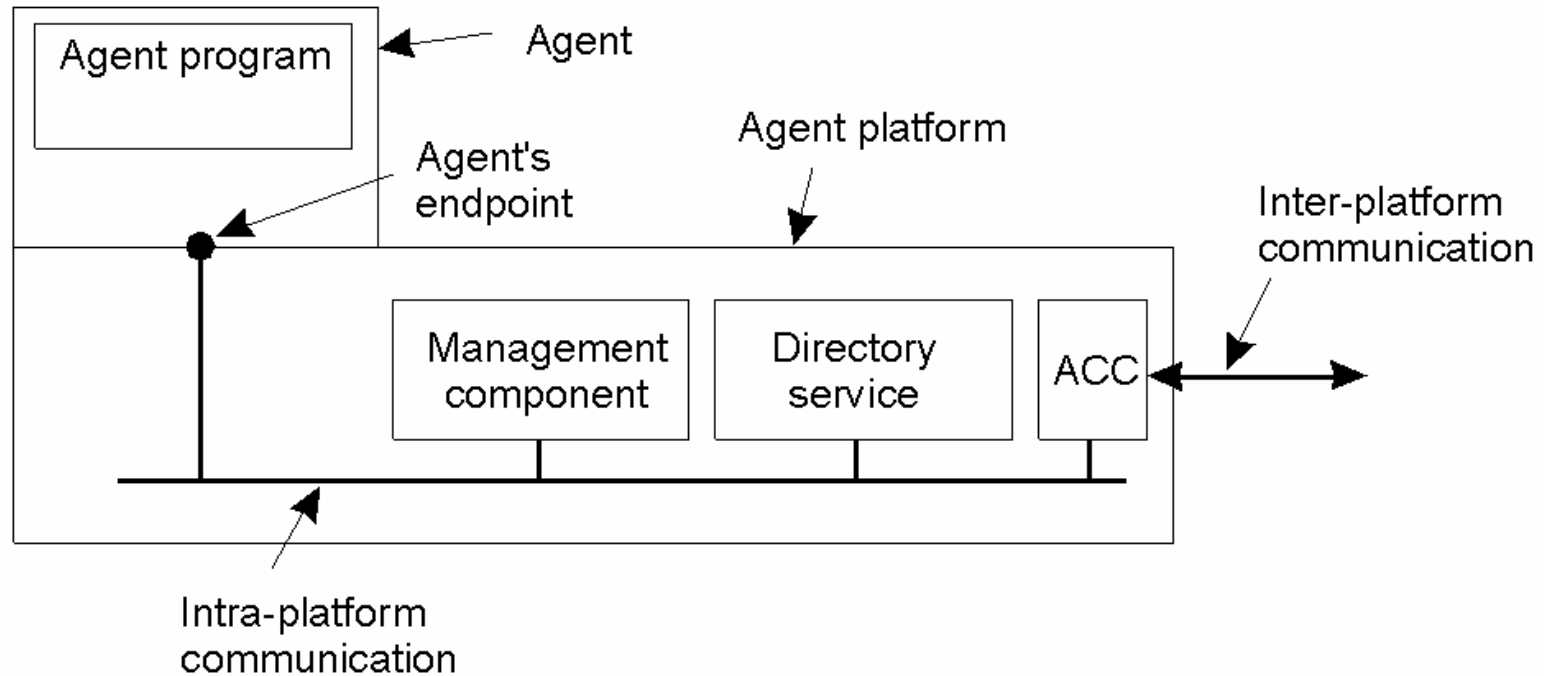 Agent program
Agent
Agent platform
Agent's
endpoint
Inter-platform
communication
Management
component
Directory
service
ACC
Intra-platform
communication